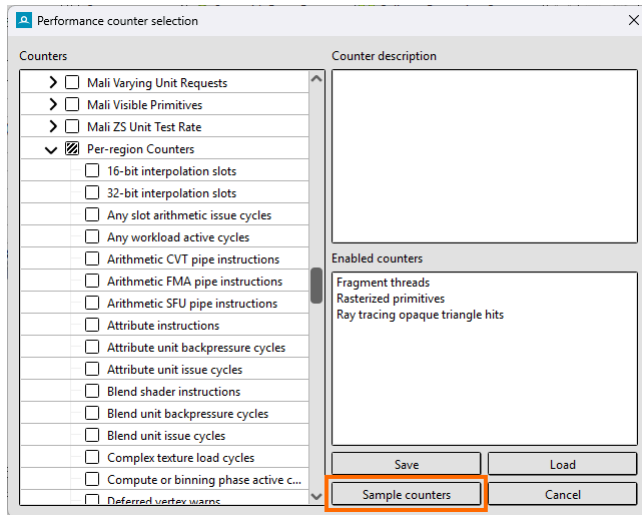 Performance counter selection
Counters
Mali Varying Unit Requests
Mali Visible Primitives
Mali ZS Unit Test Rate
Per-region Counters
16-bit interpolation slots
32-bit interpolation slots
Any slot arithmetic issue cycles
Any workload active cycles
Arithmetic CVT pipe instructions
Arithmetic FMA pipe instructions
Arithmetic SFU pipe instructions
Attribute instructions
Attribute unit backpressure cycles
Attribute unit issue cycles
Blend shader instructions
Blend unit backpressure cycles
Blend unit issue cycles
Complex texture load cycles
Compute or binning phase active c...
Deferred vertex warps
Counter description
Enabled counters
Fragment threads
Rasterized primitives
Ray tracing opaque triangle hits
Save Load
Sample counters Cancel